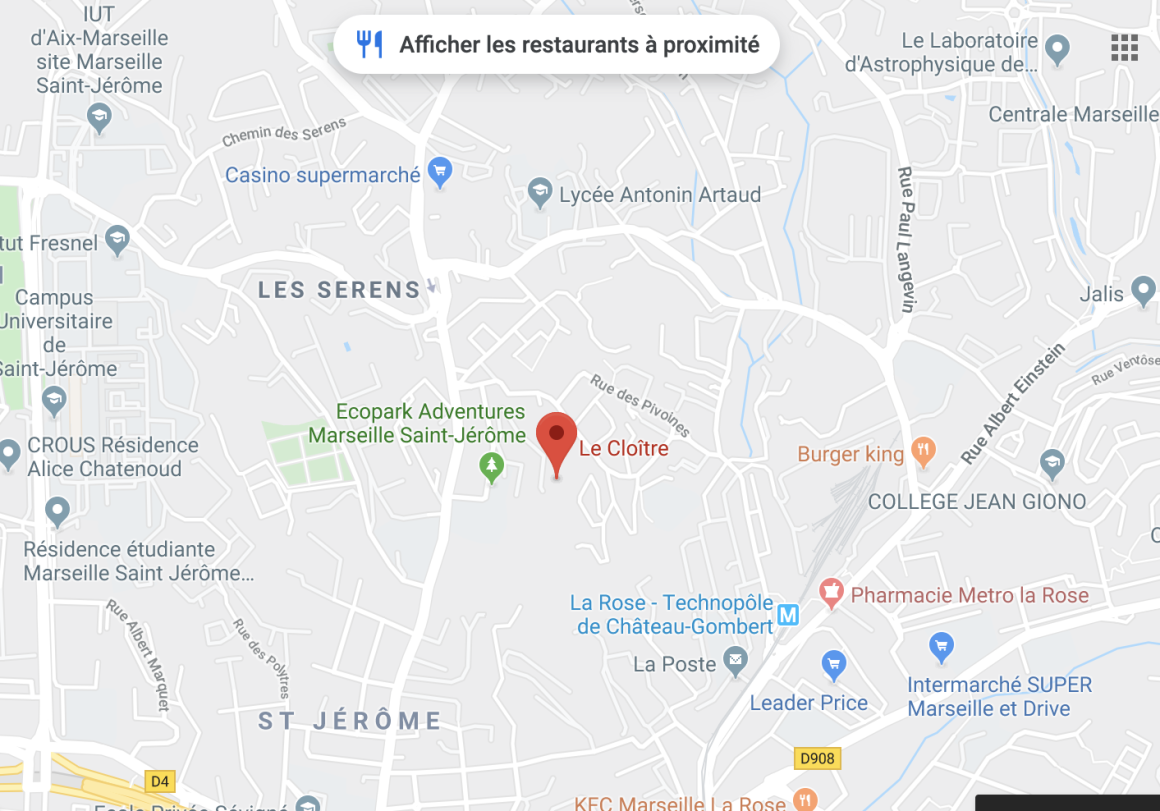 IUT
d'Aix-Marseille
site Marseille
Saint-Jérôme
Afficher les restaurants à proximité
Le Laboratoire
d'Astrophysique de...
Centrale Marseille
Chemin des Serens
Casino supermarché
Lycée Antonin Artaud
Rue Paul Langevin
tut Fresnel
LES SERENS
Jalis
Campus
Universitaire
de
Saint-Jérôme
Rue Albert Einstein
Rue Ventôse
Rue des Pivoines
Ecopark Adventures
Marseille Saint-Jérôme
Le Cloître
CROUS Résidence
Alice Chatenoud
Burger king
COLLEGE JEAN GIONO
Résidence étudiante
Marseille Saint Jérôme...
La Rose - Technopôle
de Château-Gombert
M
Pharmacie Metro la Rose
Rue Albert Marquet
Rue des Polytres
La Poste
Leader Price
Intermarché SUPER
Marseille et Drive
ST JÉRÔME
D908
D4
Ecole Privée Sévigné
KFC Marseille La Rose